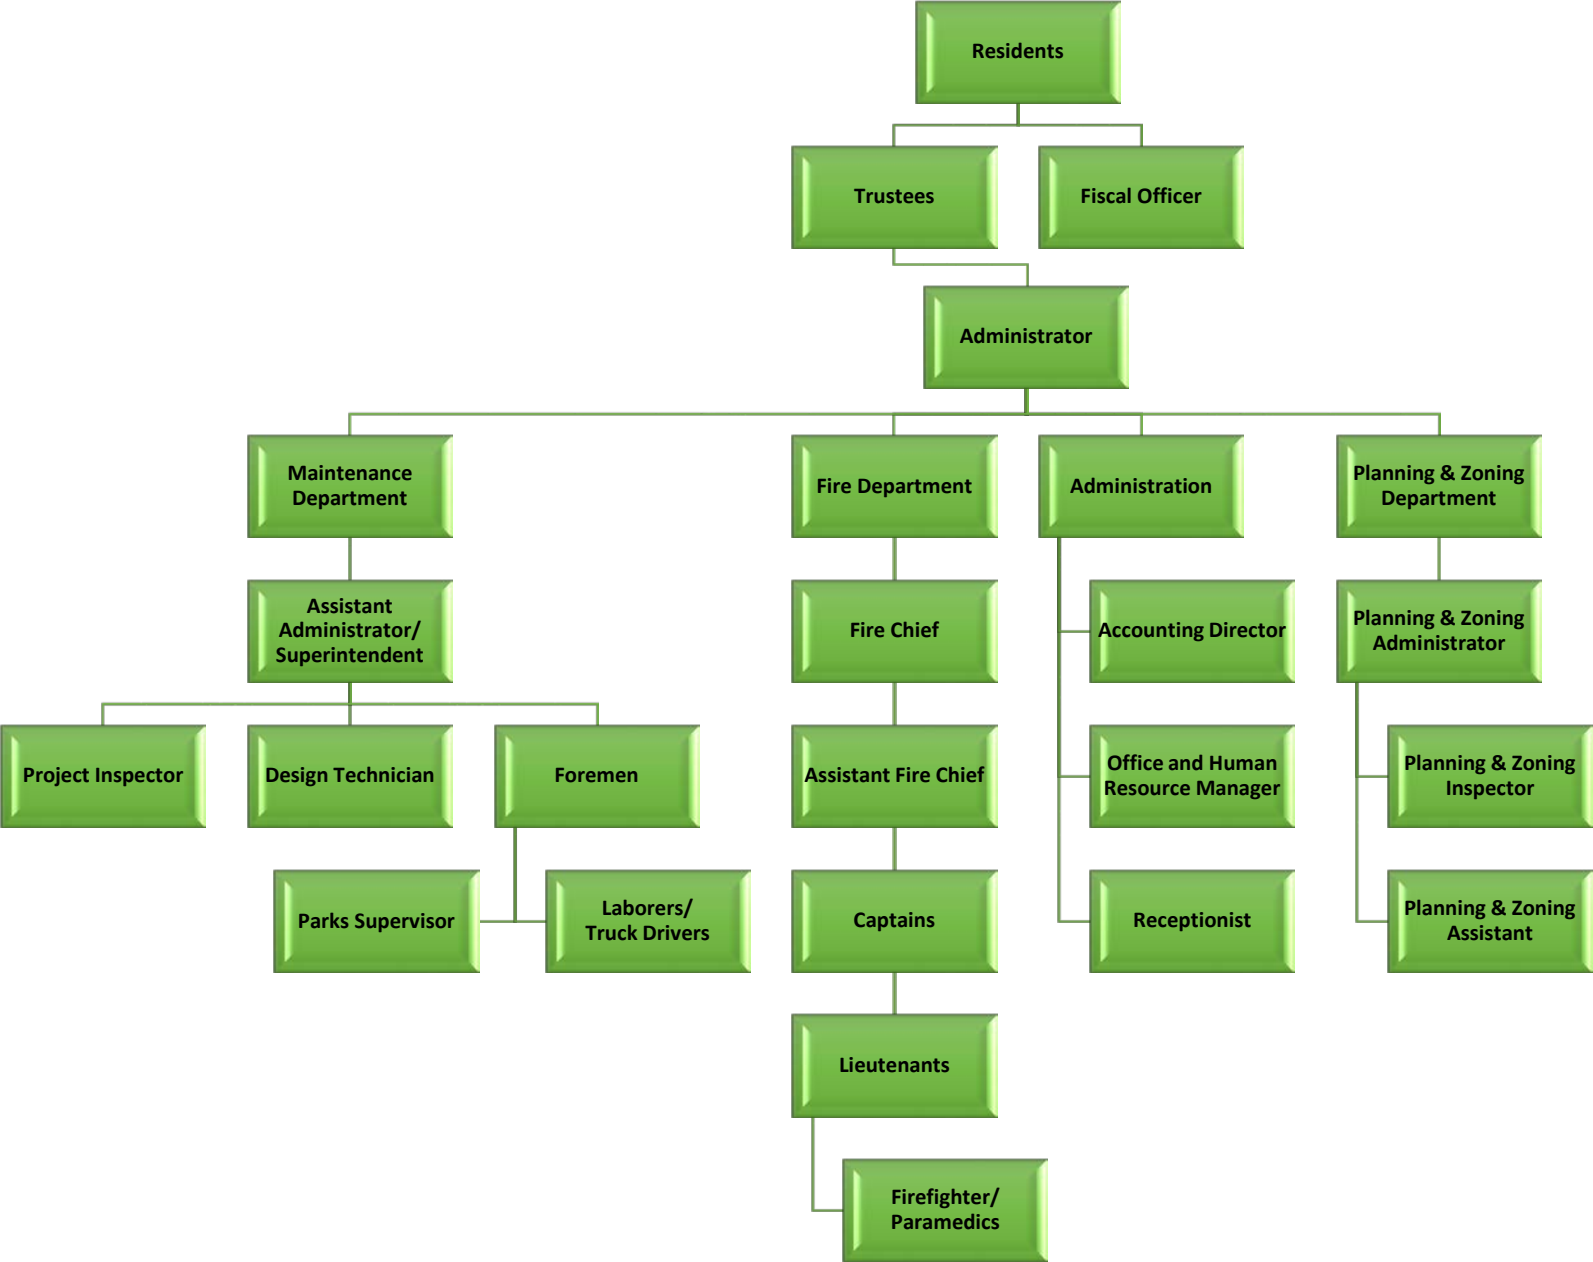 Residents
Trustees
Fiscal Officer
Administrator
Maintenance
Department
Fire Department
Administration
Planning & Zoning
Department
Assistant
Administrator/
Superintendent
Fire Chief
Accounting Director
Planning & Zoning
Administrator
Project Inspector
Design Technician
Foremen
Assistant Fire Chief
Office and Human
Resource Manager
Planning & Zoning
Inspector
Parks Supervisor
Laborers/
Truck Drivers
Captains
Receptionist
Planning & Zoning
Assistant
Lieutenants
Firefighter/
Paramedics